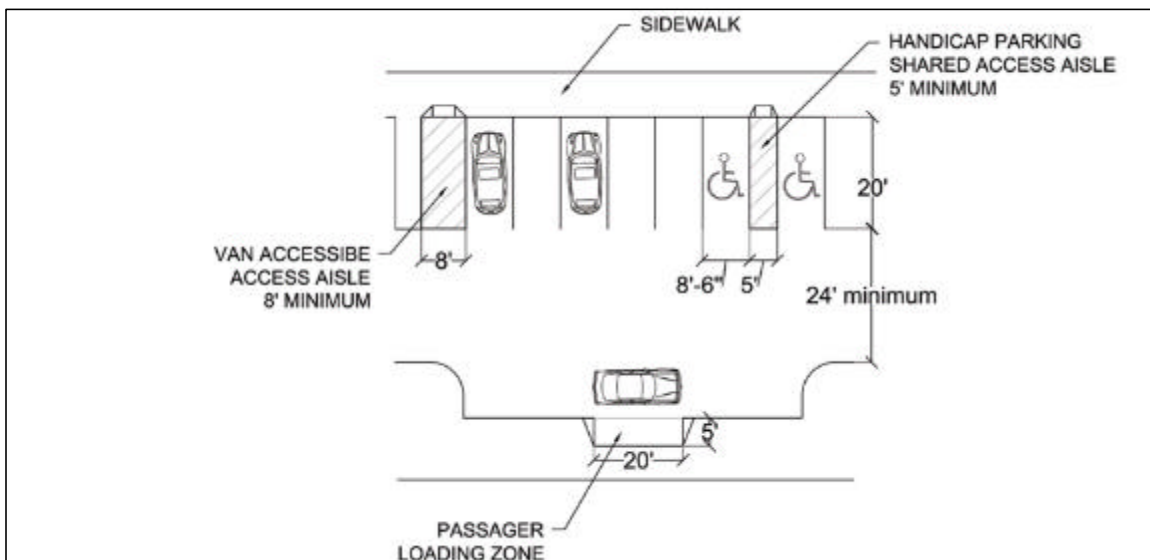 SIDEWALK
HANDICAP PARKING
SHARED ACCESS AISLE
5' MINIMUM
20'
VAN ACCESSIBE
ACCESS AISLE
8' MINIMUM
8'
8'-6"
5'
24' minimum
5'
20'
PASSAGER
LOADING ZONE